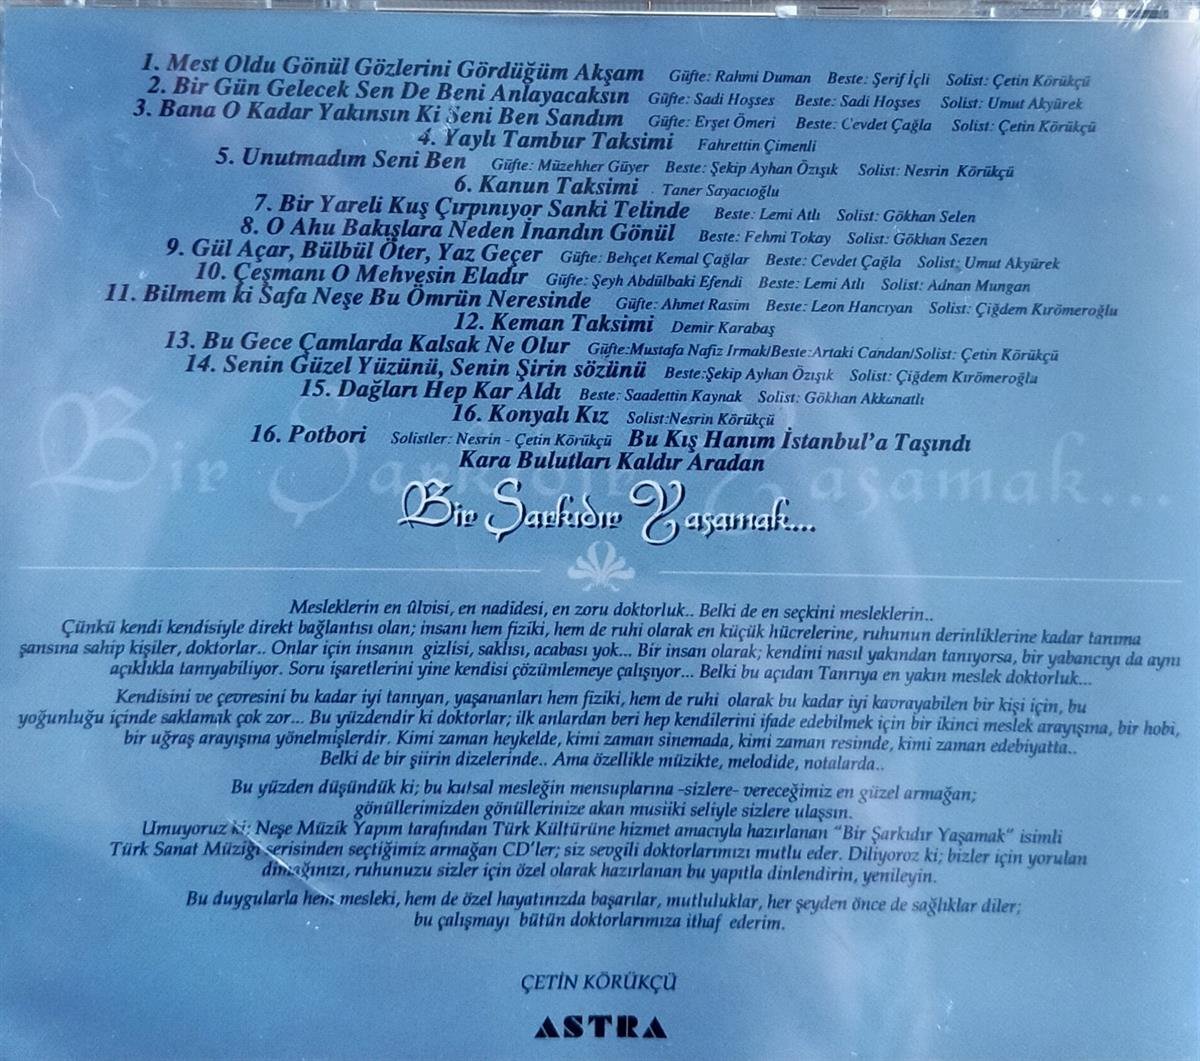 1. Mest Oldu Gönül Gözlerini Gördüğüm Akşam Güfte: Rahmi Duman Beste: Şerif İçli Solist: Çetin Körükçü
2. Bir Gün Gelecek Sen De Beni Anlayacaksın Güfte: Sadi Hoşses Beste: Sadi Hoşses Solist: Umut Akyürek
3. Bana O Kadar Yakınsın Ki Seni Ben Sandım Güfte: Erşet Ömeri Beste: Cevdet Çağla Solist: Çetin Körükçü
4. Yaylı Tambur Taksimi Fahrettin Çimenli
5. Unutmadım Seni Ben Güfte: Müzehher Güyer Beste: Şekip Ayhan Özışık Solist: Nesrin Körükçü
6. Kanun Taksimi Taner Sayacıoğlu
7. Bir Yareli Kuş Çırpınıyor Sanki Telinde Beste: Lemi Atlı Solist: Gökhan Selen
8. O Ahu Bakışlara Neden İnandın Gönül Beste: Fehmi Tokay Solist: Gökhan Sezen
9. Gül Açar, Bülbül Öter, Yaz Geçer Güfte: Behçet Kemal Çağlar Beste: Cevdet Çağla Solist: Umut Akyürek
10. Çeşmanı O Mehveşin Eladır Güfte: Şeyh Abdülbaki Efendi Beste: Lemi Atlı Solist: Adnan Mungan
11. Bilmem ki Safa Neşe Bu Ömrün Neresinde Güfte: Ahmet Rasim Beste: Leon Hancıyan Solist: Çiğdem Kırömeroğlu
12. Keman Taksimi Demir Karabaş
13. Bu Gece Çamlarda Kalsak Ne Olur Güfte:Mustafa Nafiz Irmak/Beste:Artaki Candan/Solist: Çetin Körükçü
14. Senin Güzel Yüzünü, Senin Şirin sözünü Beste:Şekip Ayhan Özışık Solist: Çiğdem Kırömeroğlu
15. Dağları Hep Kar Aldı Beste: Saadettin Kaynak Solist: Gökhan Akkanatlı
16. Konyalı Kız Solist:Nesrin Körükçü
16. Potbori Solistler: Nesrin - Çetin Körükçü Bu Kış Hanım İstanbul'a Taşındı
Kara Bulutları Kaldır Aradan
Bir Şarkıdır Yaşamak...
Bir Şarkıdır Yaşamak...
Mesleklerin en ûlvisi, en nadidesi, en zoru doktorluk.. Belki de en seçkini mesleklerin..
Çünkü kendi kendisiyle direkt bağlantısı olan; insanı hem fiziki, hem de ruhi olarak en küçük hücrelerine, ruhunun derinliklerine kadar tanıma
şansına sahip kişiler, doktorlar.. Onlar için insanın gizlisi, saklısı, acabası yok... Bir insan olarak; kendini nasıl yakından tanıyorsa, bir yabancıyı da aynı
açıklıkla tanıyabiliyor. Soru işaretlerini yine kendisi çözümlemeye çalışıyor... Belki bu açıdan Tanrıya en yakın meslek doktorluk...
Kendisini ve çevresini bu kadar iyi tanıyan, yaşananları hem fiziki, hem de ruhi olarak bu kadar iyi kavrayabilen bir kişi için, bu
yoğunluğu içinde saklamak çok zor... Bu yüzdendir ki doktorlar; ilk anlardan beri hep kendilerini ifade edebilmek için bir ikinci meslek arayışına, bir hobi,
bir uğraş arayışına yönelmişlerdir. Kimi zaman heykelde, kimi zaman sinemada, kimi zaman resimde, kimi zaman edebiyatta..
Belki de bir şiirin dizelerinde.. Ama özellikle müzikte, melodide, notalarda..
Bu yüzden düşündük ki; bu kutsal mesleğin mensuplarına -sizlere- vereceğimiz en güzel armağan;
gönüllerimizden gönüllerinize akan musiiki seliyle sizlere ulaşsın.
Umuyoruz ki; Neşe Müzik Yapım tarafından Türk Kültürüne hizmet amacıyla hazırlanan "Bir Şarkıdır Yaşamak" isimli
Türk Sanat Müziği serisinden seçtiğimiz armağan CD'ler; siz sevgili doktorlarımızı mutlu eder. Diliyoroz ki; bizler için yorulan
dimağınızı, ruhunuzu sizler için özel olarak hazırlanan bu yapıtla dinlendirin, yenileyin.
Bu duygularla hem mesleki, hem de özel hayatınızda başarılar, mutluluklar, her şeyden önce de sağlıklar diler;
bu çalışmayı bütün doktorlarımıza ithaf ederim.
ÇETİN KÖRÜKÇÜ
ASTRA